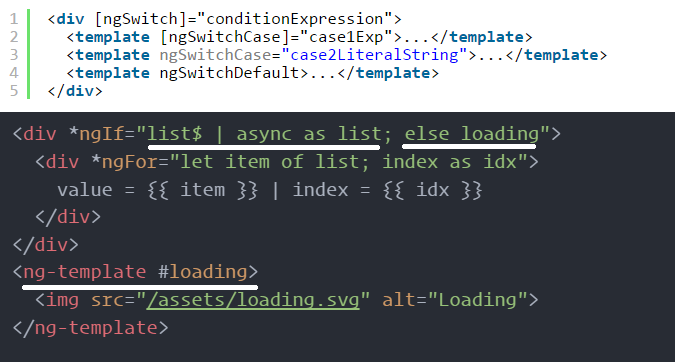 1 <div [ngSwitch]="conditionExpression">
2 <template [ngSwitchCase]="case1Exp">...</template>
3 <template ngSwitchCase="case2LiteralString">...</template>
4 <template ngSwitchDefault>...</template>
5 </div>
<div *ngIf="list$ | async as list; else loading">
<div *ngFor="let item of list; index as idx">
value = {{ item }} | index = {{ idx }}
</div>
</div>
<ng-template #loading>
<img src="/assets/loading.svg" alt="Loading">
</ng-template>